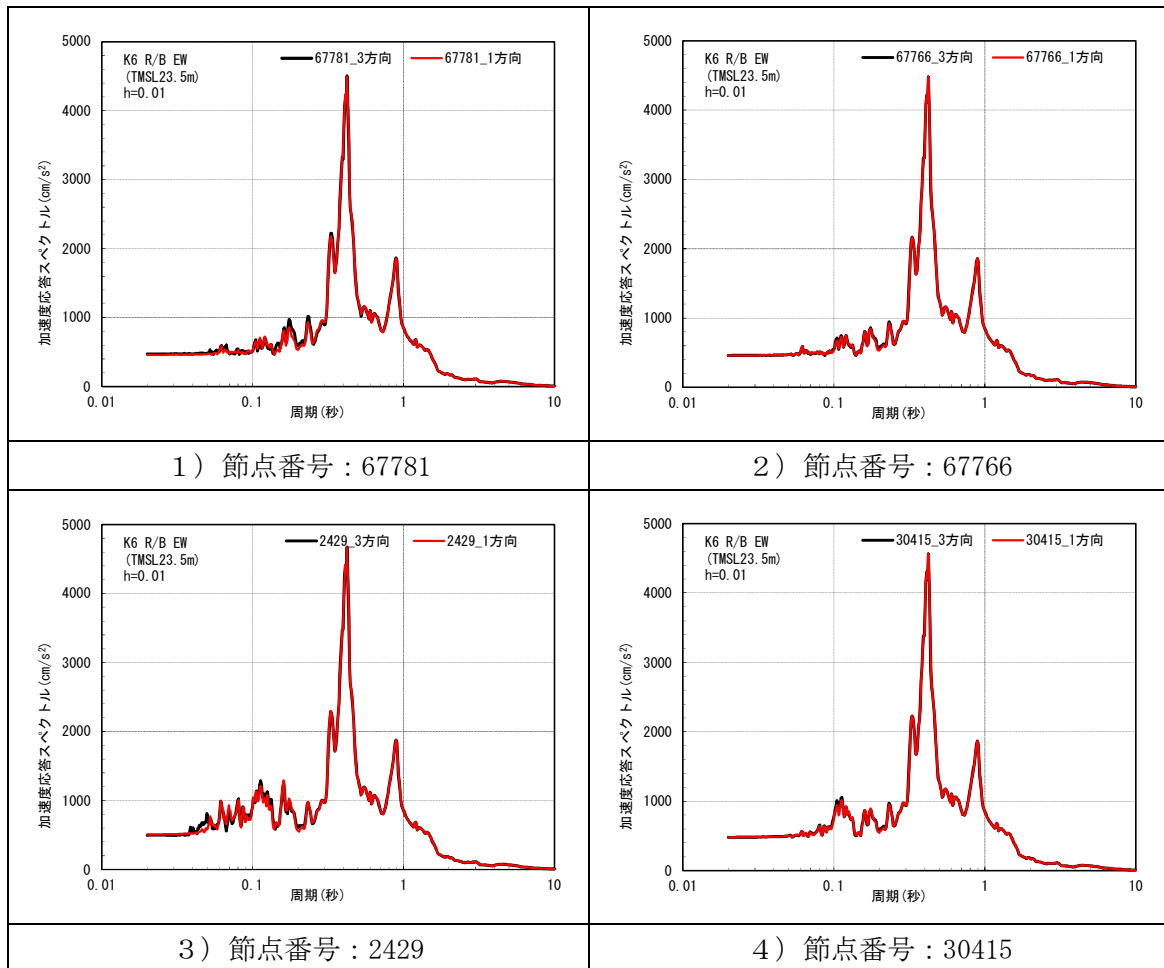 5000
4000
3000
2000
1000
0
0.01
0.1
1
10
加速度応答スペクトル(cm/s²)
周期(秒)
K6 R/B EW
(TMSL23.5m)
h=0.01
67781_3方向
67781_1方向
1）節点番号：67781
5000
4000
3000
2000
1000
0
0.01
0.1
1
10
加速度応答スペクトル(cm/s²)
周期(秒)
K6 R/B EW
(TMSL23.5m)
h=0.01
67766_3方向
67766_1方向
2）節点番号：67766
5000
4000
3000
2000
1000
0
0.01
0.1
1
10
加速度応答スペクトル(cm/s²)
周期(秒)
K6 R/B EW
(TMSL23.5m)
h=0.01
2429_3方向
2429_1方向
3）節点番号：2429
5000
4000
3000
2000
1000
0
0.01
0.1
1
10
加速度応答スペクトル(cm/s²)
周期(秒)
K6 R/B EW
(TMSL23.5m)
h=0.01
30415_3方向
30415_1方向
4）節点番号：30415